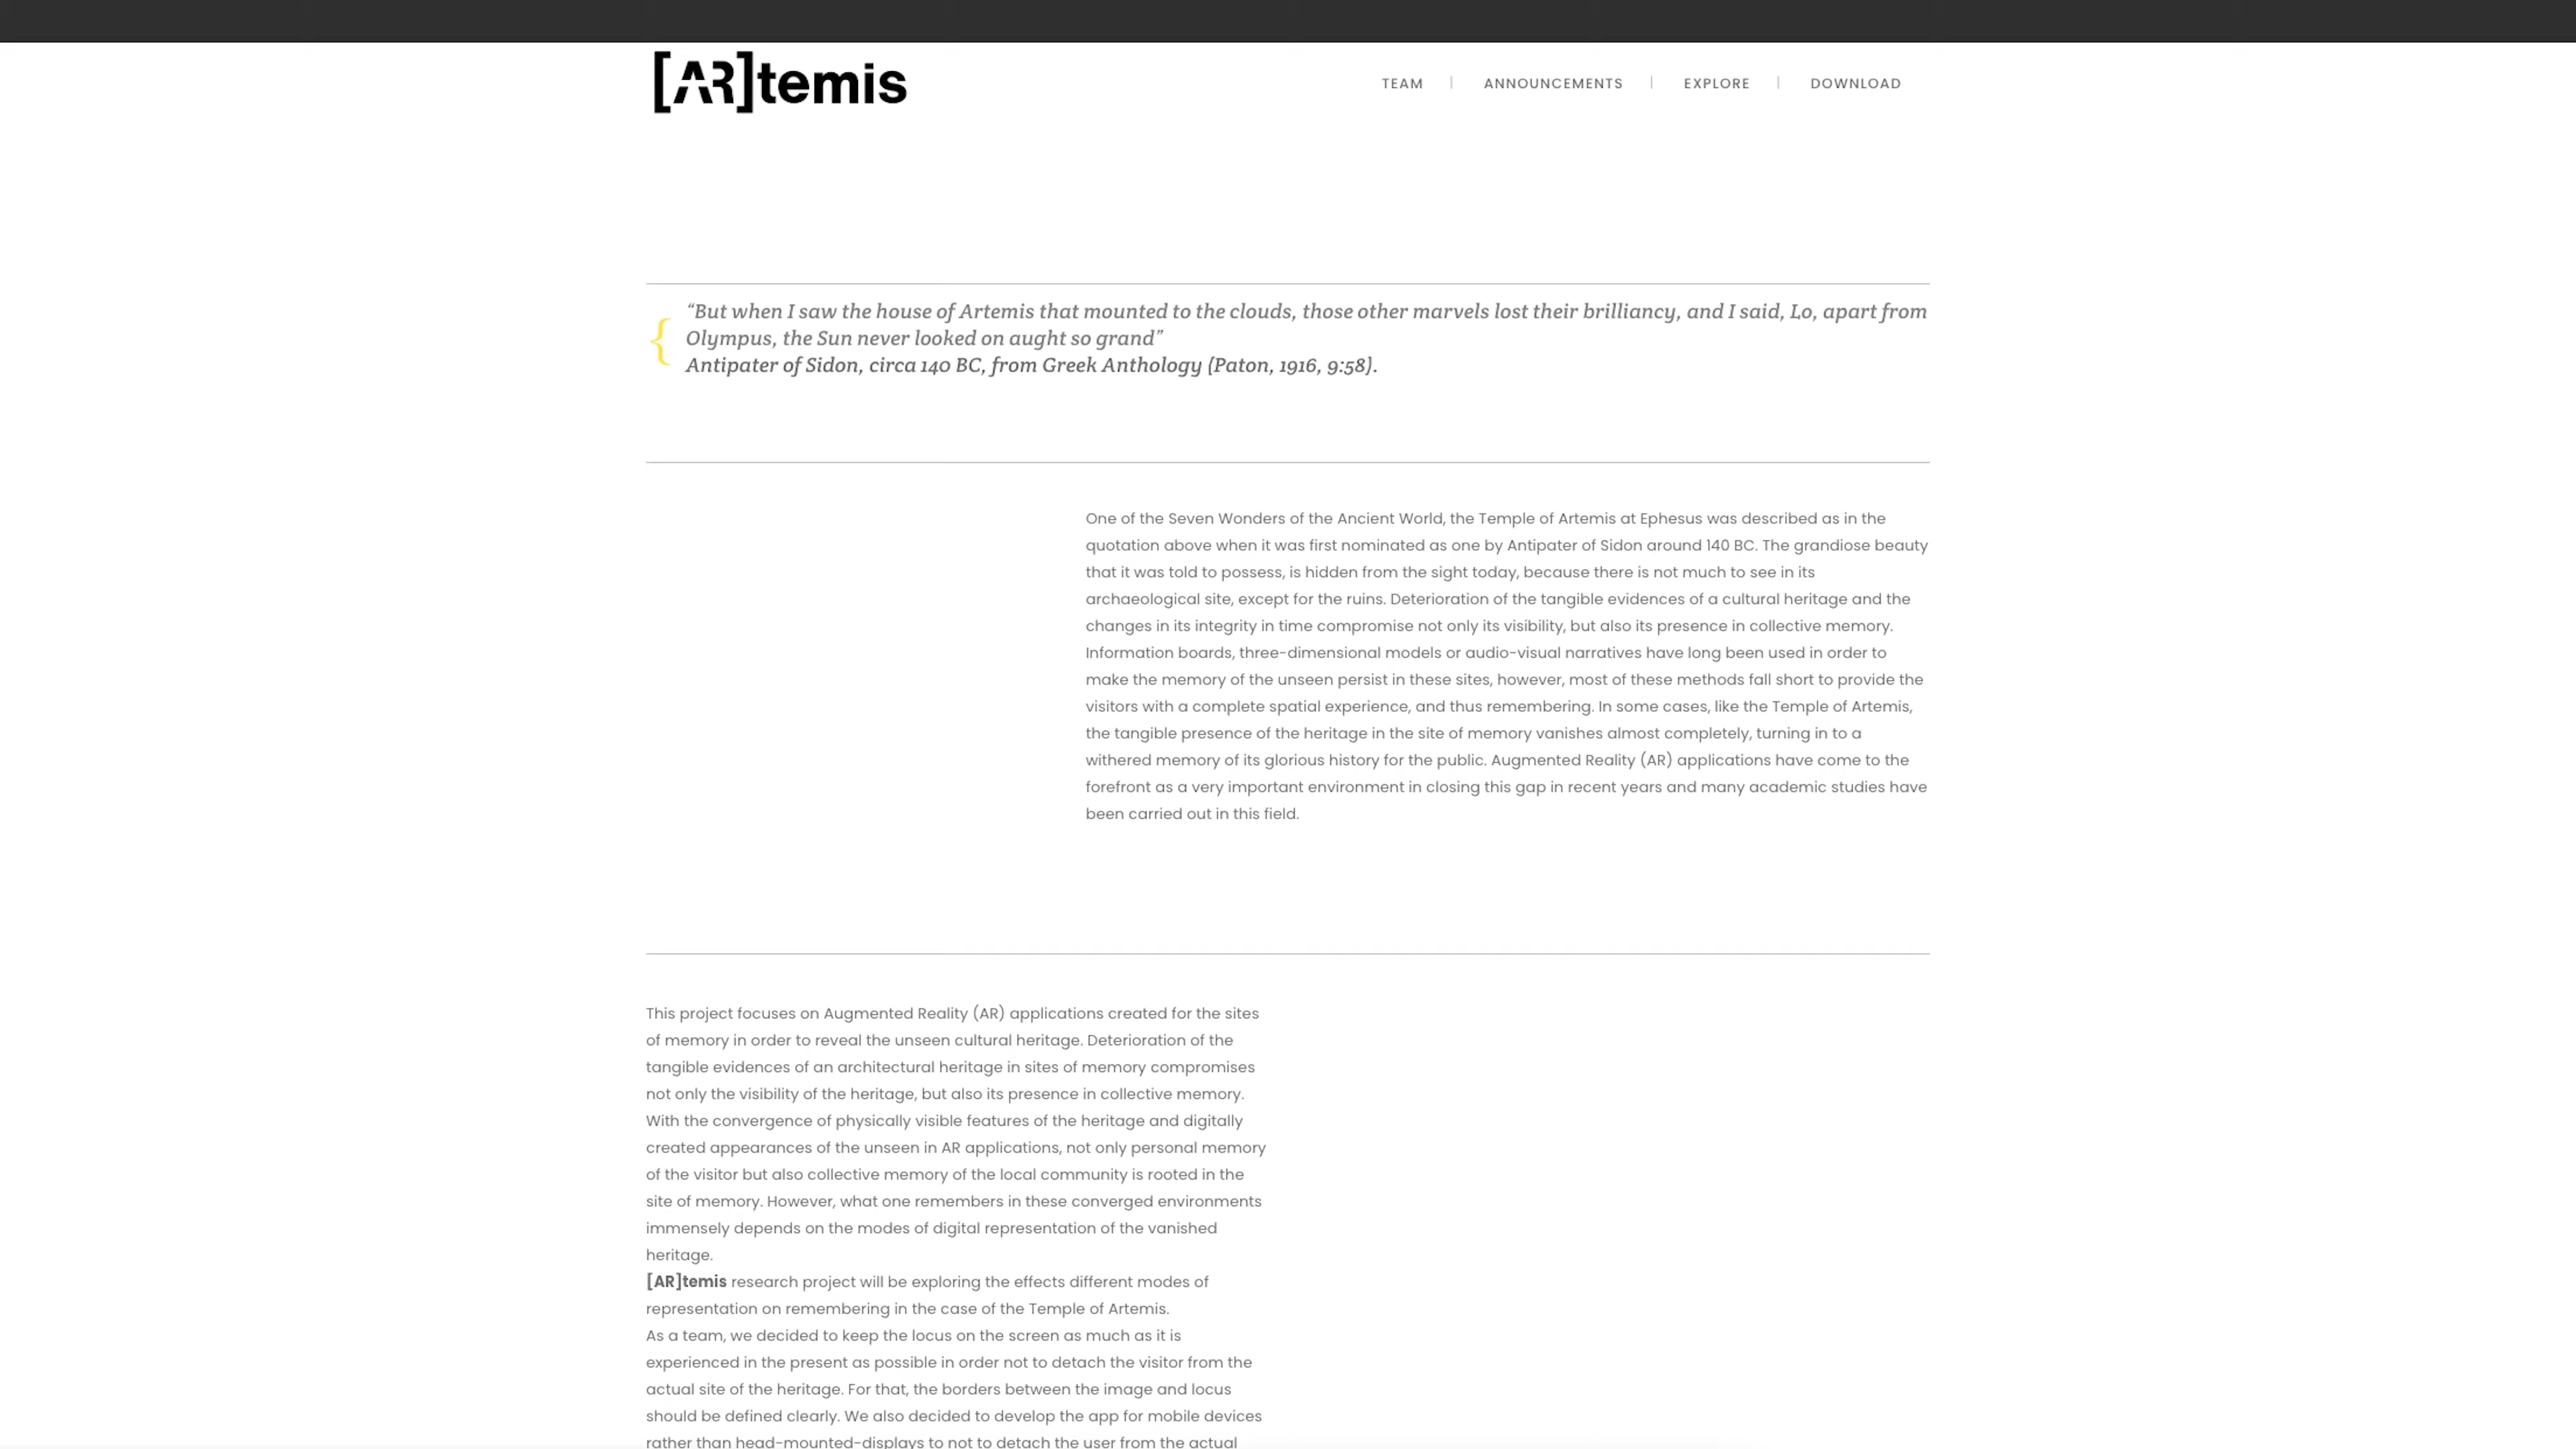 [AR]temis
TEAM | ANNOUNCEMENTS | EXPLORE | DOWNLOAD
{
“But when I saw the house of Artemis that mounted to the clouds, those other marvels lost their brilliancy, and I said, Lo, apart from
Olympus, the Sun never looked on aught so grand”
Antipater of Sidon, circa 140 BC, from Greek Anthology (Paton, 1916, 9:58).
One of the Seven Wonders of the Ancient World, the Temple of Artemis at Ephesus was described as in the
quotation above when it was first nominated as one by Antipater of Sidon around 140 BC. The grandiose beauty
that it was told to possess, is hidden from the sight today, because there is not much to see in its
archaeological site, except for the ruins. Deterioration of the tangible evidences of a cultural heritage and the
changes in its integrity in time compromise not only its visibility, but also its presence in collective memory.
Information boards, three-dimensional models or audio-visual narratives have long been used in order to
make the memory of the unseen persist in these sites, however, most of these methods fall short to provide the
visitors with a complete spatial experience, and thus remembering. In some cases, like the Temple of Artemis,
the tangible presence of the heritage in the site of memory vanishes almost completely, turning in to a
withered memory of its glorious history for the public. Augmented Reality (AR) applications have come to the
forefront as a very important environment in closing this gap in recent years and many academic studies have
been carried out in this field.
This project focuses on Augmented Reality (AR) applications created for the sites
of memory in order to reveal the unseen cultural heritage. Deterioration of the
tangible evidences of an architectural heritage in sites of memory compromises
not only the visibility of the heritage, but also its presence in collective memory.
With the convergence of physically visible features of the heritage and digitally
created appearances of the unseen in AR applications, not only personal memory
of the visitor but also collective memory of the local community is rooted in the
site of memory. However, what one remembers in these converged environments
immensely depends on the modes of digital representation of the vanished
heritage.
[AR]temis research project will be exploring the effects different modes of
representation on remembering in the case of the Temple of Artemis.
As a team, we decided to keep the locus on the screen as much as it is
experienced in the present as possible in order not to detach the visitor from the
actual site of the heritage. For that, the borders between the image and locus
should be defined clearly. We also decided to develop the app for mobile devices
rather than head-mounted-displays to not to detach the user from the actual